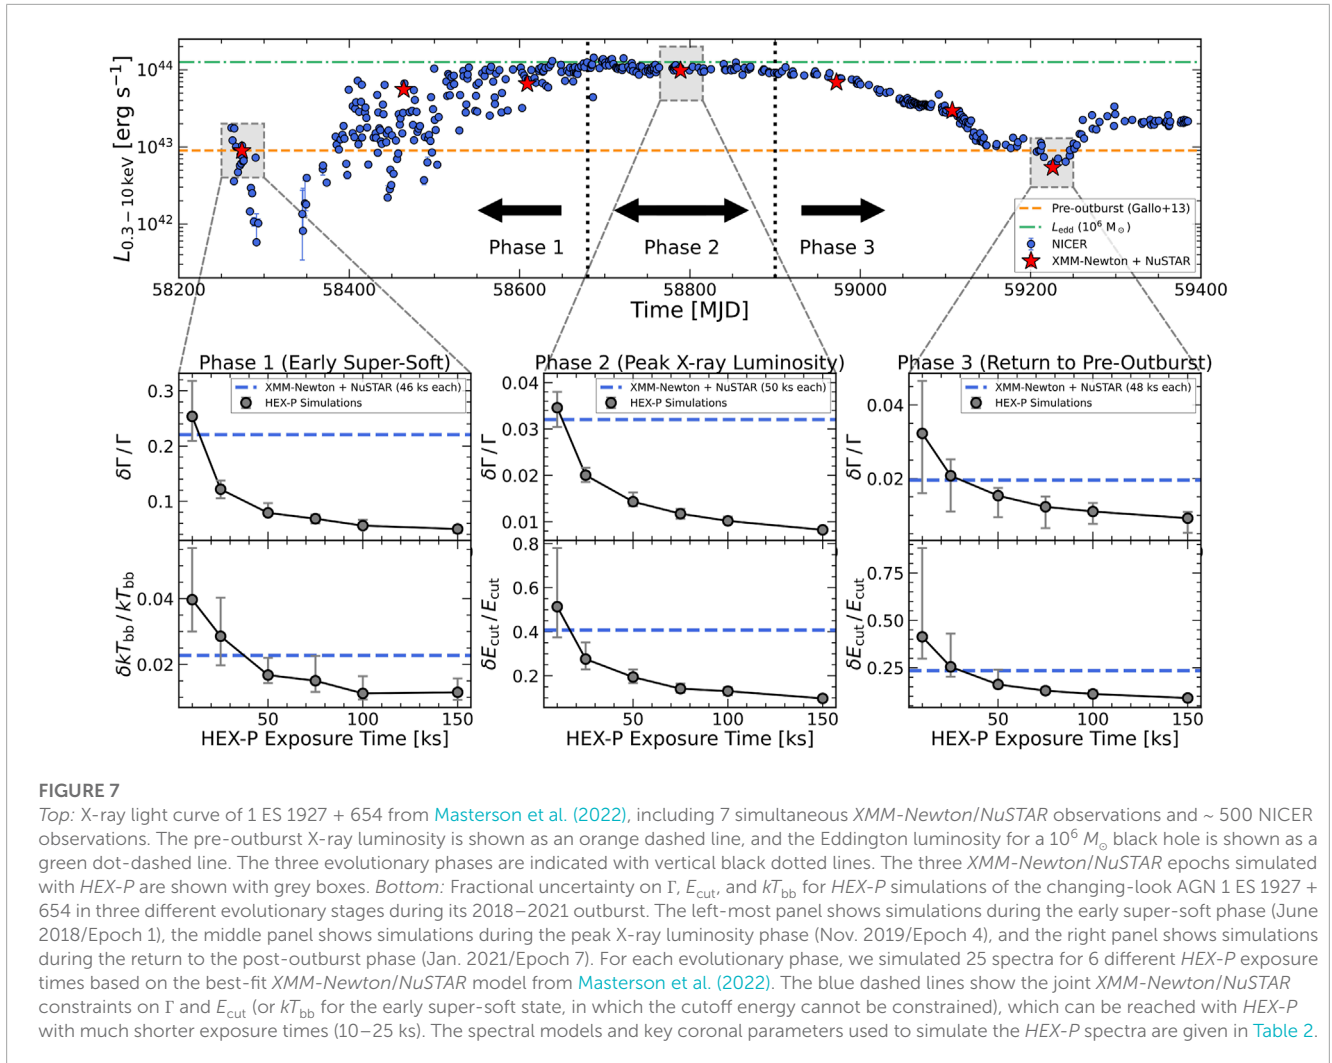 10^44
10^43
10^42
L_0.3−10 keV [erg s^−1]
Phase 1
Phase 2
Phase 3
Pre-outburst (Gallo+13)
L_edd (10^6 M_⊙)
NICER
XMM-Newton + NuSTAR
58200
58400
58600
58800
59000
59200
59400
Time [MJD]
Phase 1 (Early Super-Soft)
Phase 2 (Peak X-ray Luminosity)
Phase 3 (Return to Pre-Outburst)
XMM-Newton + NuSTAR (46 ks each)
HEX-P Simulations
0.3
0.2
0.1
δΓ / Γ
XMM-Newton + NuSTAR (50 ks each)
HEX-P Simulations
0.04
0.03
0.02
0.01
δΓ / Γ
XMM-Newton + NuSTAR (48 ks each)
HEX-P Simulations
0.04
0.02
δΓ / Γ
0.04
0.02
δkT_bb / kT_bb
0.8
0.6
0.4
0.2
δE_cut / E_cut
0.75
0.50
0.25
δE_cut / E_cut
50
100
150
50
100
150
50
100
150
HEX-P Exposure Time [ks]
HEX-P Exposure Time [ks]
HEX-P Exposure Time [ks]
FIGURE 7
Top: X-ray light curve of 1 ES 1927 + 654 from Masterson et al. (2022), including 7 simultaneous XMM-Newton/NuSTAR observations and ~ 500 NICER
observations. The pre-outburst X-ray luminosity is shown as an orange dashed line, and the Eddington luminosity for a 10^6 M_⊙ black hole is shown as a
green dot-dashed line. The three evolutionary phases are indicated with vertical black dotted lines. The three XMM-Newton/NuSTAR epochs simulated
with HEX-P are shown with grey boxes. Bottom: Fractional uncertainty on Γ, E_cut, and kT_bb for HEX-P simulations of the changing-look AGN 1 ES 1927 +
654 in three different evolutionary stages during its 2018–2021 outburst. The left-most panel shows simulations during the early super-soft phase (June
2018/Epoch 1), the middle panel shows simulations during the peak X-ray luminosity phase (Nov. 2019/Epoch 4), and the right panel shows simulations
during the return to the post-outburst phase (Jan. 2021/Epoch 7). For each evolutionary phase, we simulated 25 spectra for 6 different HEX-P exposure
times based on the best-fit XMM-Newton/NuSTAR model from Masterson et al. (2022). The blue dashed lines show the joint XMM-Newton/NuSTAR
constraints on Γ and E_cut (or kT_bb for the early super-soft state, in which the cutoff energy cannot be constrained), which can be reached with HEX-P
with much shorter exposure times (10–25 ks). The spectral models and key coronal parameters used to simulate the HEX-P spectra are given in Table 2.